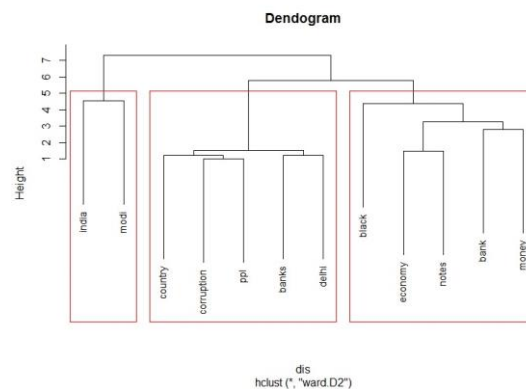 Dendogram
7
6
5
4
3
2
1
Height
india
modi
country
corruption
ppl
banks
delhi
black
economy
notes
bank
money
dis
hclust (*, "ward.D2")